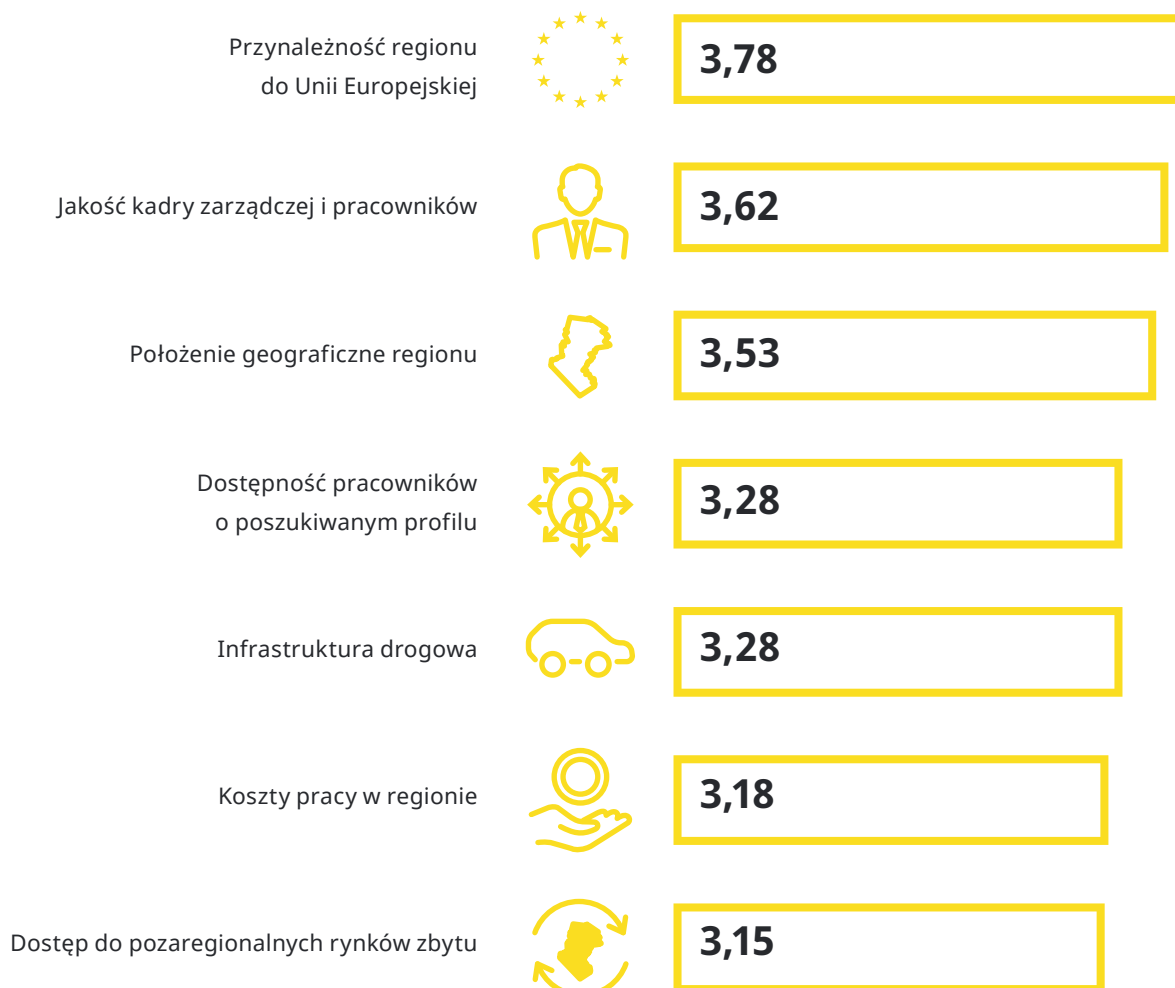 Przynależność regionu
do Unii Europejskiej
3,78
Jakość kadry zarządczej i pracowników
3,62
Położenie geograficzne regionu
3,53
Dostępność pracowników
o poszukiwanym profilu
3,28
Infrastruktura drogowa
3,28
Koszty pracy w regionie
3,18
Dostęp do pozaregionalnych rynków zbytu
3,15